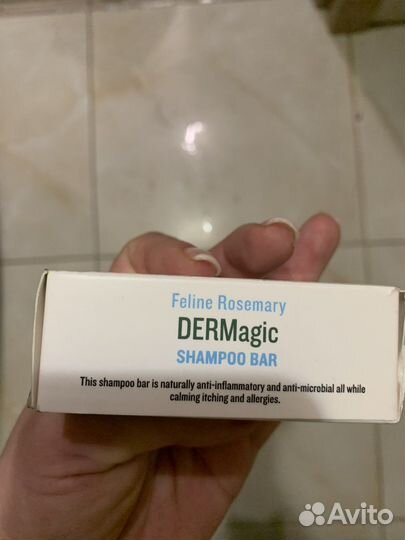 Feline Rosemary
DERMagic
SHAMPOO BAR
This shampoo bar is naturally anti-inflammatory and anti-microbial all while
calming itching and allergies.
Avito